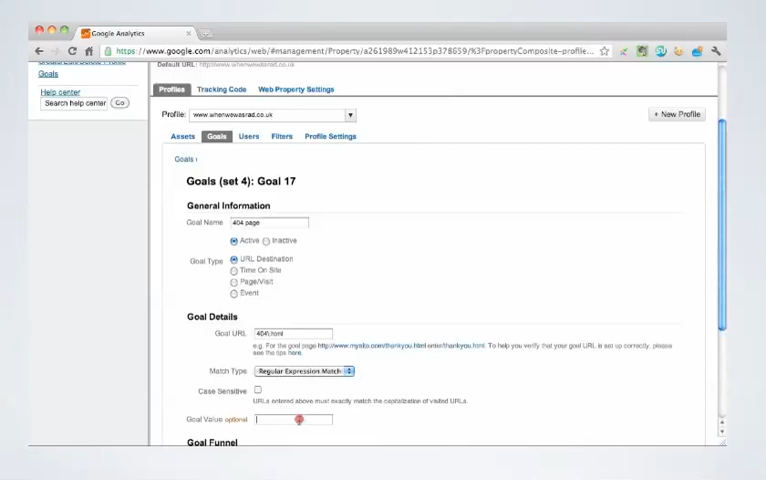 Google Analytics
https://www.google.com/analytics/web/#management/Property/a261989w412153p378659/%3FpropertyComposite-profile...
Default URL: http://www.whenwewasrad.co.uk
Goals
Help center
Search help center Go
Profiles Tracking Code Web Property Settings
Profile: www.whenwewasrad.co.uk + New Profile
Assets Goals Users Filters Profile Settings
Goals ›
Goals (set 4): Goal 17
General Information
Goal Name 404 page
Active Inactive
Goal Type URL Destination
Time On Site
Page/Visit
Event
Goal Details
Goal URL 404\.html
e.g. For the goal page http://www.mysite.com/thankyou.html enter/thankyou.html. To help you verify that your goal URL is set up correctly, please
see the tips here.
Match Type Regular Expression Match
Case Sensitive
URLs entered above must exactly match the capitalization of visited URLs.
Goal Value optional
Goal Funnel